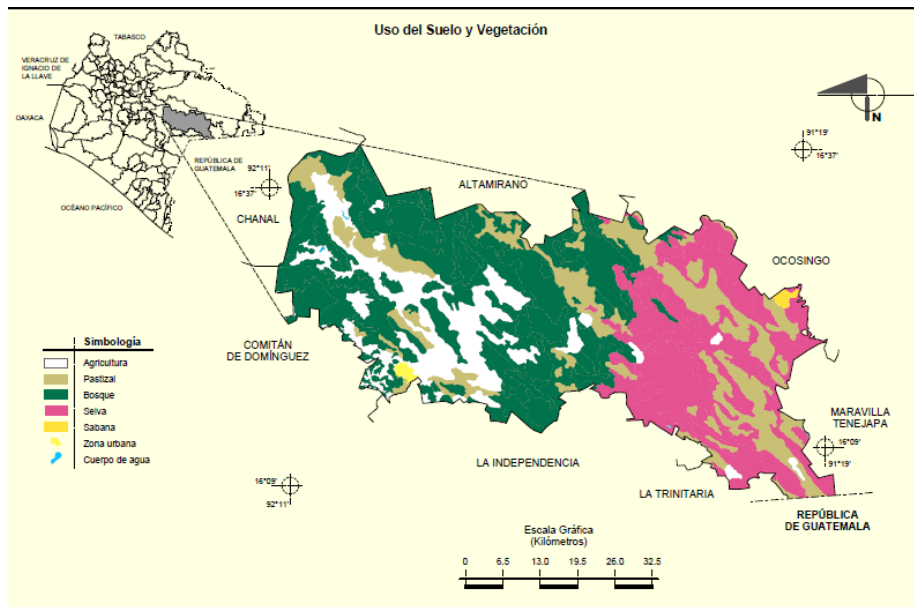 Uso del Suelo y Vegetación
TABASCO
VERACRUZ DE
IGNACIO DE
LA LLAVE
OAXACA
REPÚBLICA DE
GUATEMALA
OCÉANO PACÍFICO
N
91°19'
16°37'
92°11'
16°37'
ALTAMIRANO
CHANAL
OCOSINGO
COMITÁN
DE DOMÍNGUEZ
Simbología
Agricultura
Pastizal
Bosque
Selva
Sabana
Zona urbana
Cuerpo de agua
MARAVILLA
TENEJAPA
16°09'
91°19'
LA INDEPENDENCIA
LA TRINITARIA
16°09'
92°11'
REPÚBLICA
DE GUATEMALA
Escala Gráfica
(Kilómetros)
0 6.5 13.0 19.5 26.0 32.5